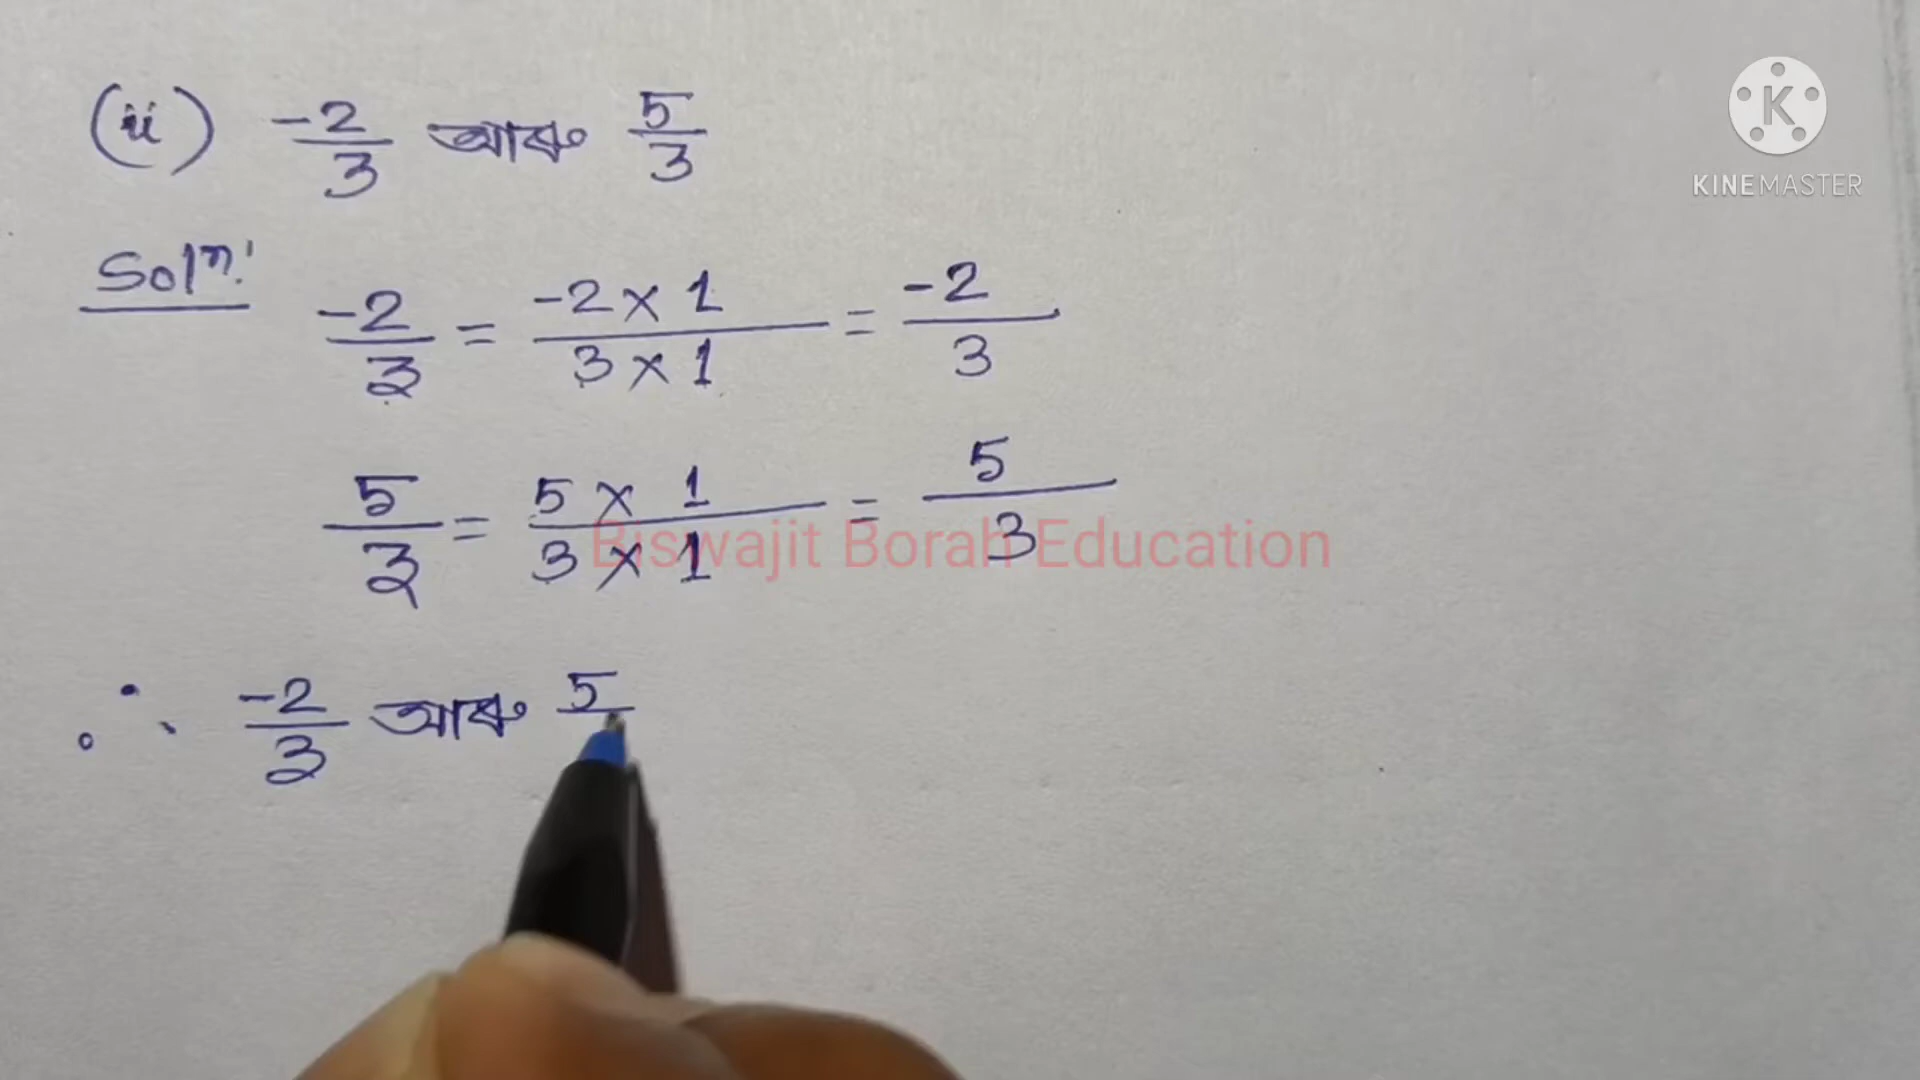 (ii) -2/3 আৰু 5/3
Solⁿ:
-2/3 = -2 × 1 / 3 × 1 = -2/3
5/3 = 5 × 1 / 3 × 1 = 5/3
∴ -2/3 আৰু 5
KINEMASTER
Biswajit Borah Education